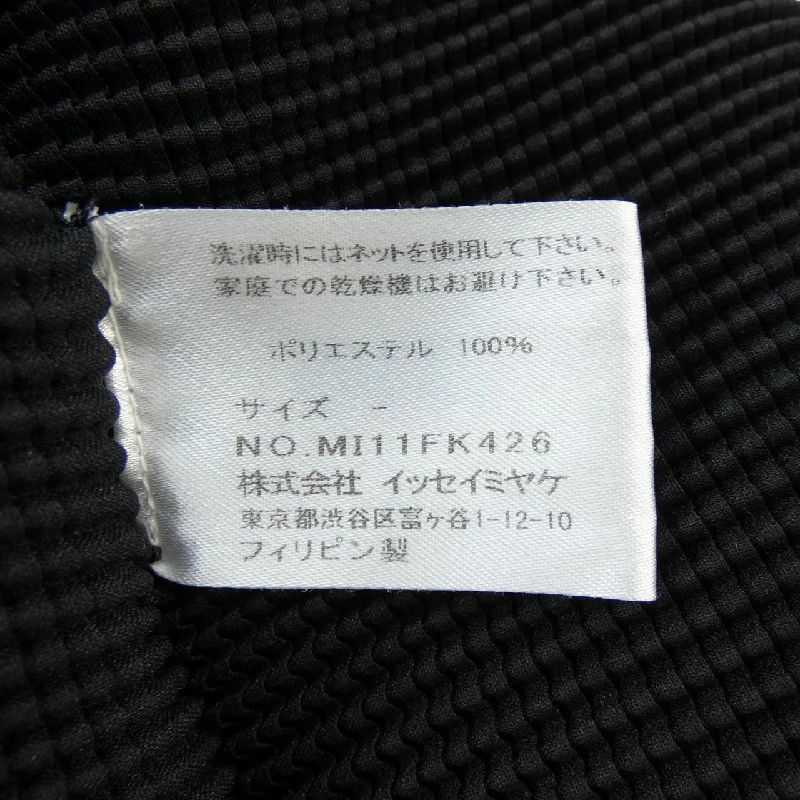 洗濯時にはネットを使用して下さい。
家庭での乾燥機はお避け下さい。
ポリエステル 100%
サイズ -
NO.MI11FK426
株式会社 イッセイミヤケ
東京都渋谷区富ヶ谷1-12-10
フィリピン製